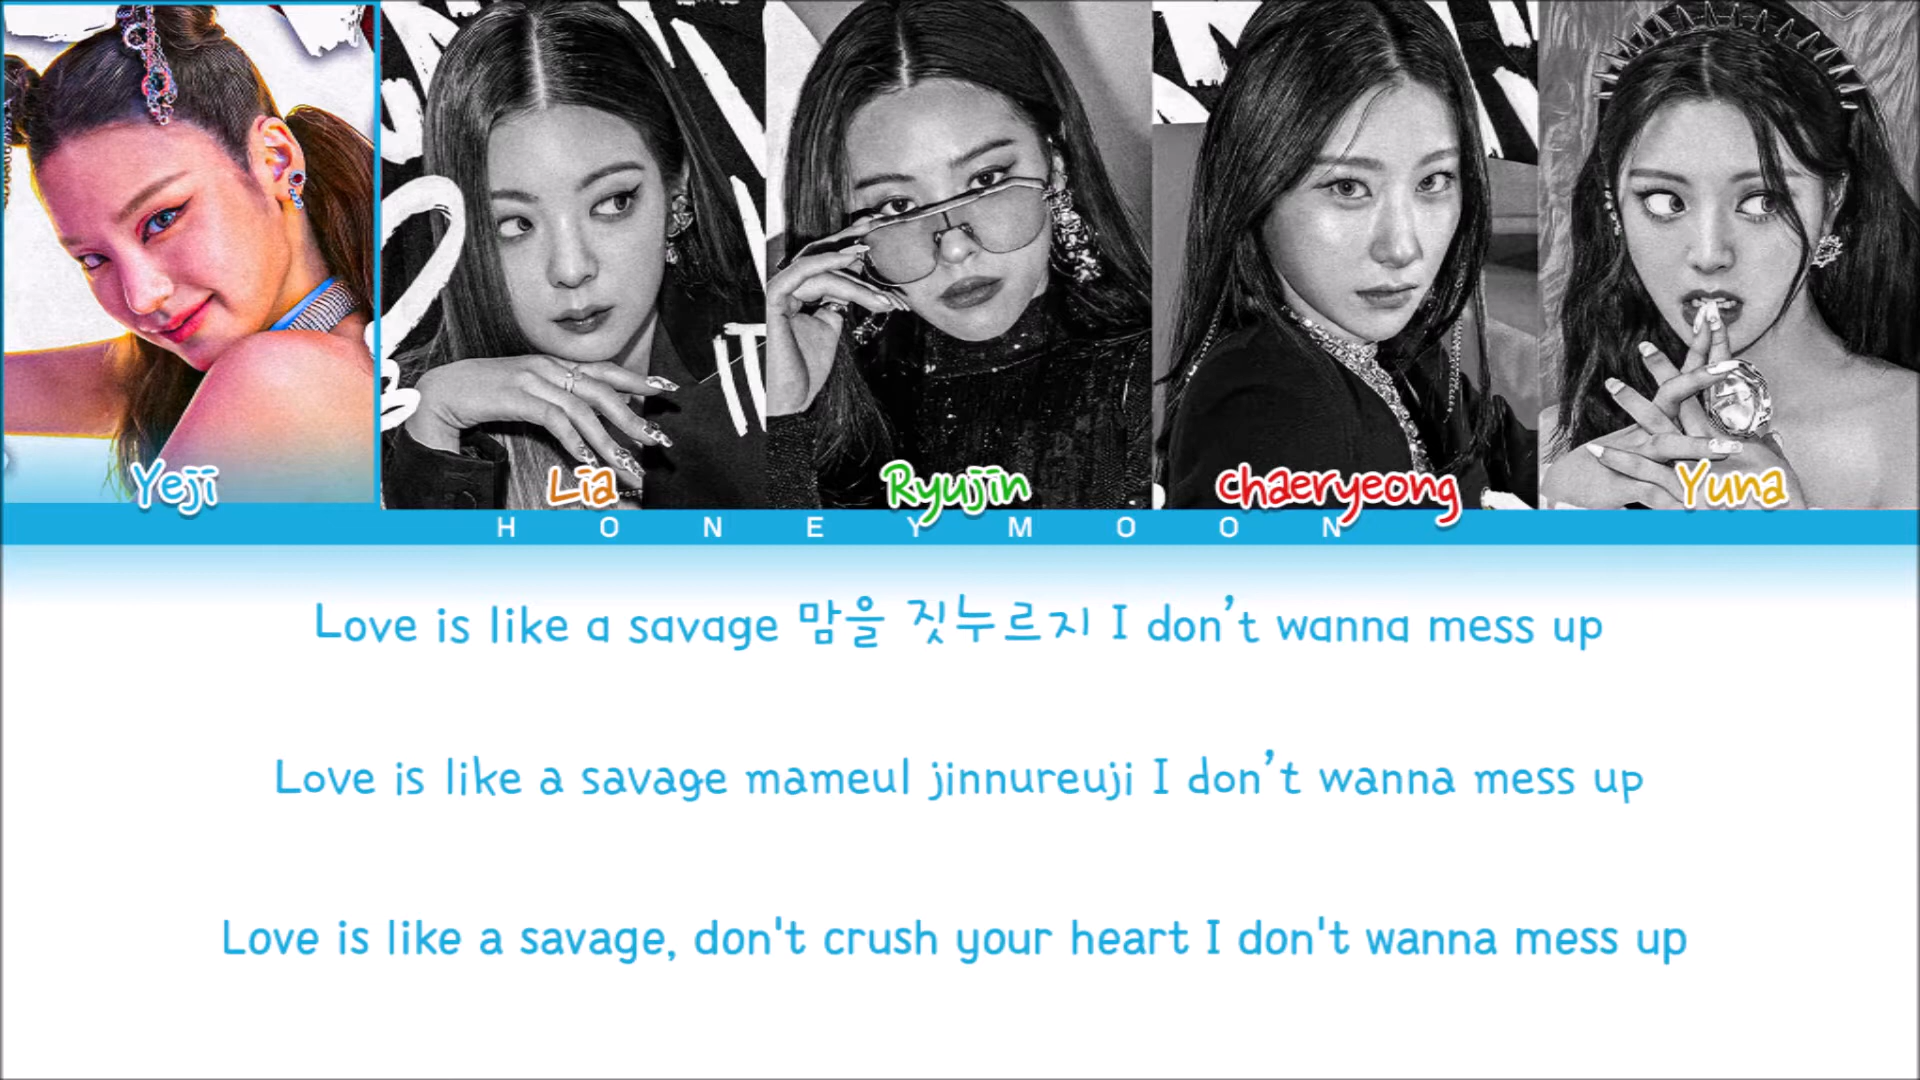 Yeji
Lia
Ryujin
chaeryeong
Yuna
HONEYMOON
Love is like a savage 맘을 짓누르지 I don’t wanna mess up
Love is like a savage mameul jinnureuji I don’t wanna mess up
Love is like a savage, don't crush your heart I don't wanna mess up